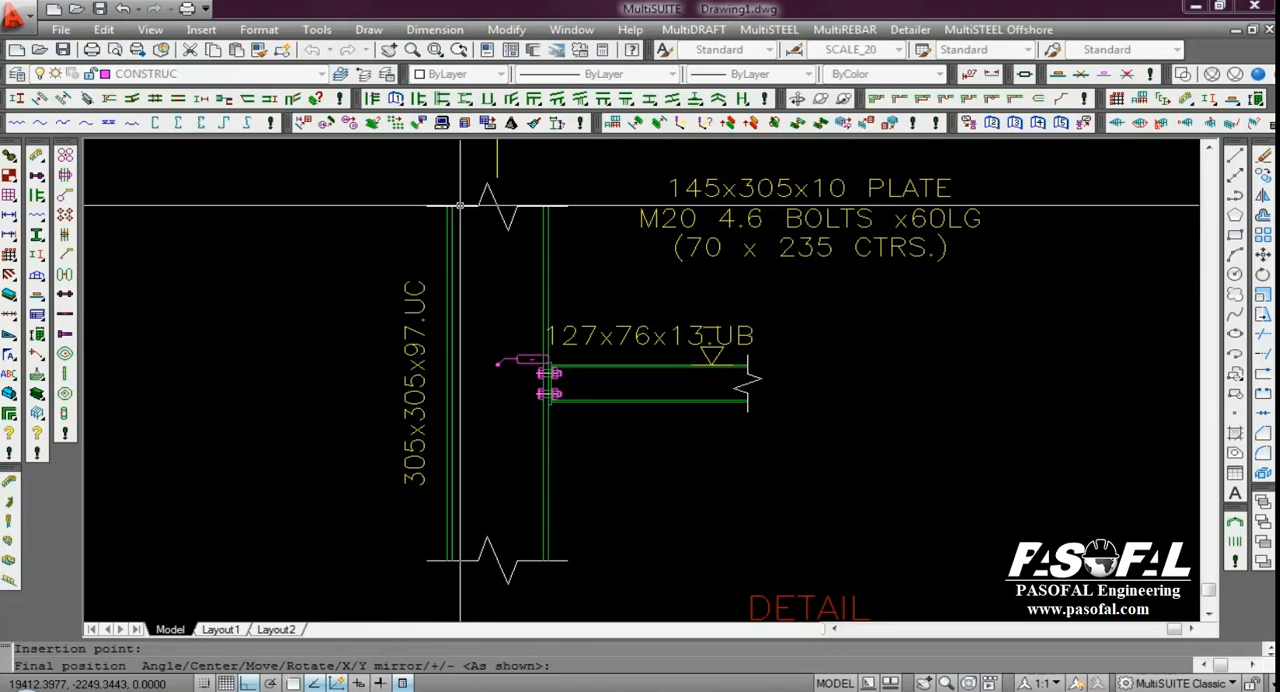 MultiSUITE Drawing1.dwg
File Edit View Insert Format Tools Draw Dimension Modify Window Help MultiDRAFT MultiSTEEL MultiREBAR Detailer MultiSTEEL Offshore
Standard SCALE_20 Standard Standard
CONSTRUC ByLayer ByLayer ByLayer ByColor
145x305x10 PLATE
M20 4.6 BOLTS x60LG
(70 x 235 CTRS.)
127x76x13.UB
305x305x97.UC
DETAIL
PASOFAL
PASOFAL Engineering
www.pasofal.com
Model Layout1 Layout2
Insertion point:
Final position Angle/Center/Move/Rotate/X/Y mirror/+/- <As shown>:
19412.3977, -2249.3443, 0.0000 MODEL 1:1 MultiSUITE Classic